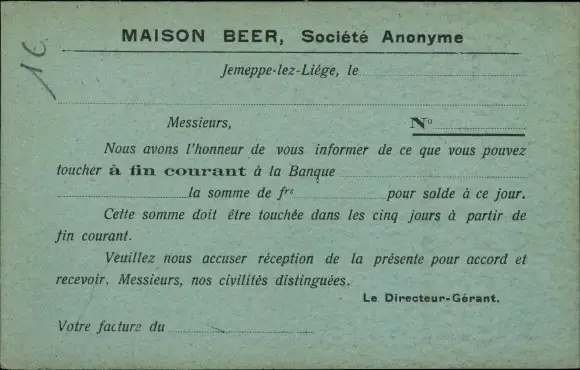 1€
MAISON BEER, Société Anonyme
Jemeppe-lez-Liége, le
Messieurs,
N°
Nous avons l'honneur de vous informer de ce que vous pouvez
toucher à fin courant à la Banque
la somme de frs pour solde à ce jour.
Cette somme doit être touchée dans les cinq jours à partir de
fin courant.
Veuillez nous accuser réception de la présente pour accord et
recevoir, Messieurs, nos civilités distinguées.
Le Directeur-Gérant.
Votre facture du